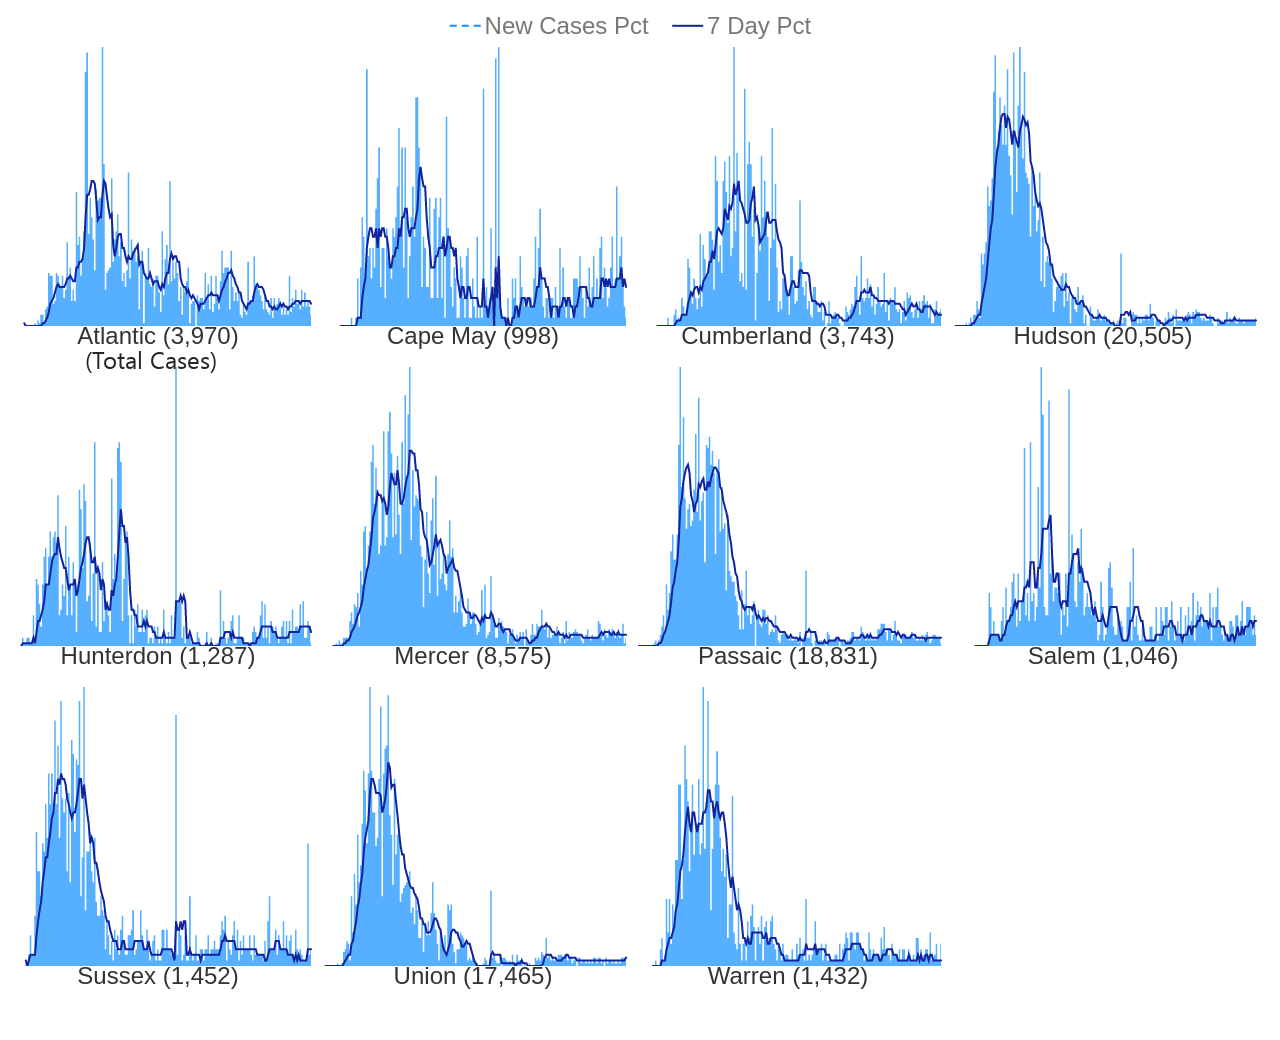 New Cases Pct 7 Day Pct
Atlantic (3,970) Cape May (998) Cumberland (3,743) Hudson (20,505)
(Total Cases)
Hunterdon (1,287) Mercer (8,575) Passaic (18,831) Salem (1,046)
Sussex (1,452) Union (17,465) Warren (1,432)